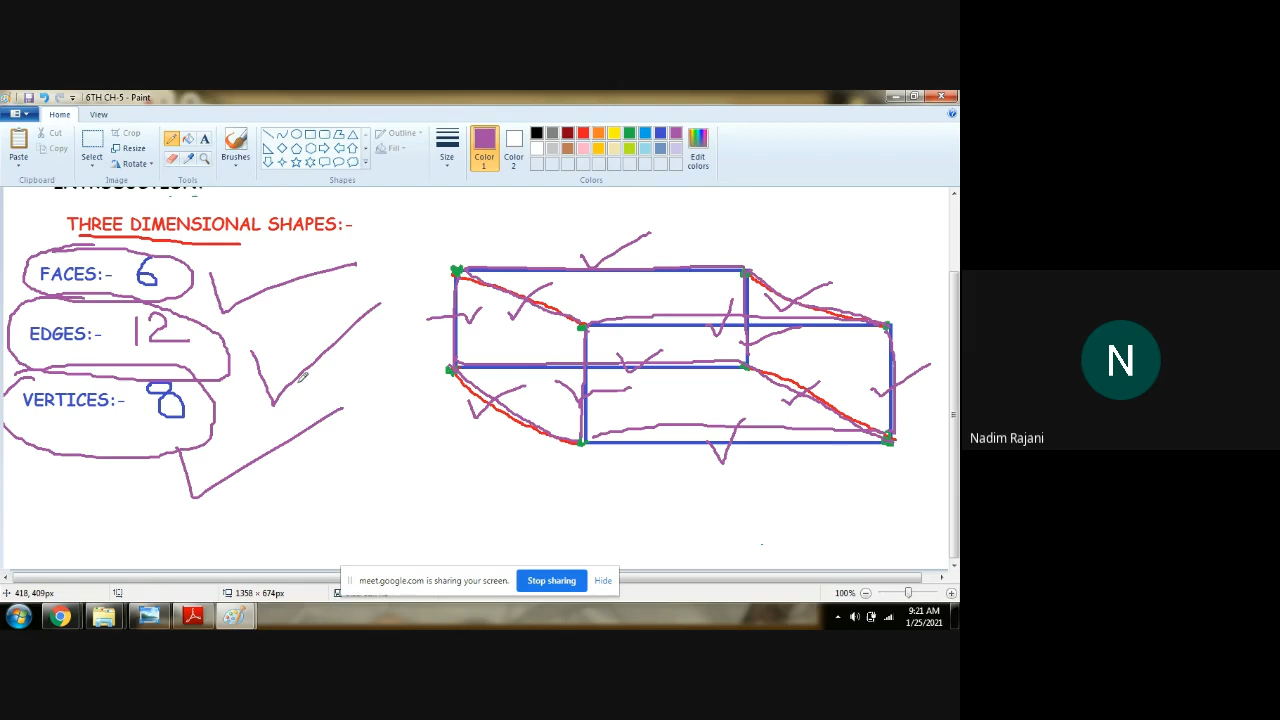 6TH CH-5 - Paint
Home View
Paste
Cut
Copy
Clipboard
Select
Crop
Resize
Rotate
Image
Tools
Brushes
Outline
Fill
Shapes
Size
Color 1
Color 2
Edit colors
Colors
THREE DIMENSIONAL SHAPES:-
FACES:- 6
EDGES:- 12
VERTICES:- 8
Nadim Rajani
N
meet.google.com is sharing your screen. Stop sharing Hide
418, 409px 1358 × 674px 100%
9:21 AM
1/25/2021